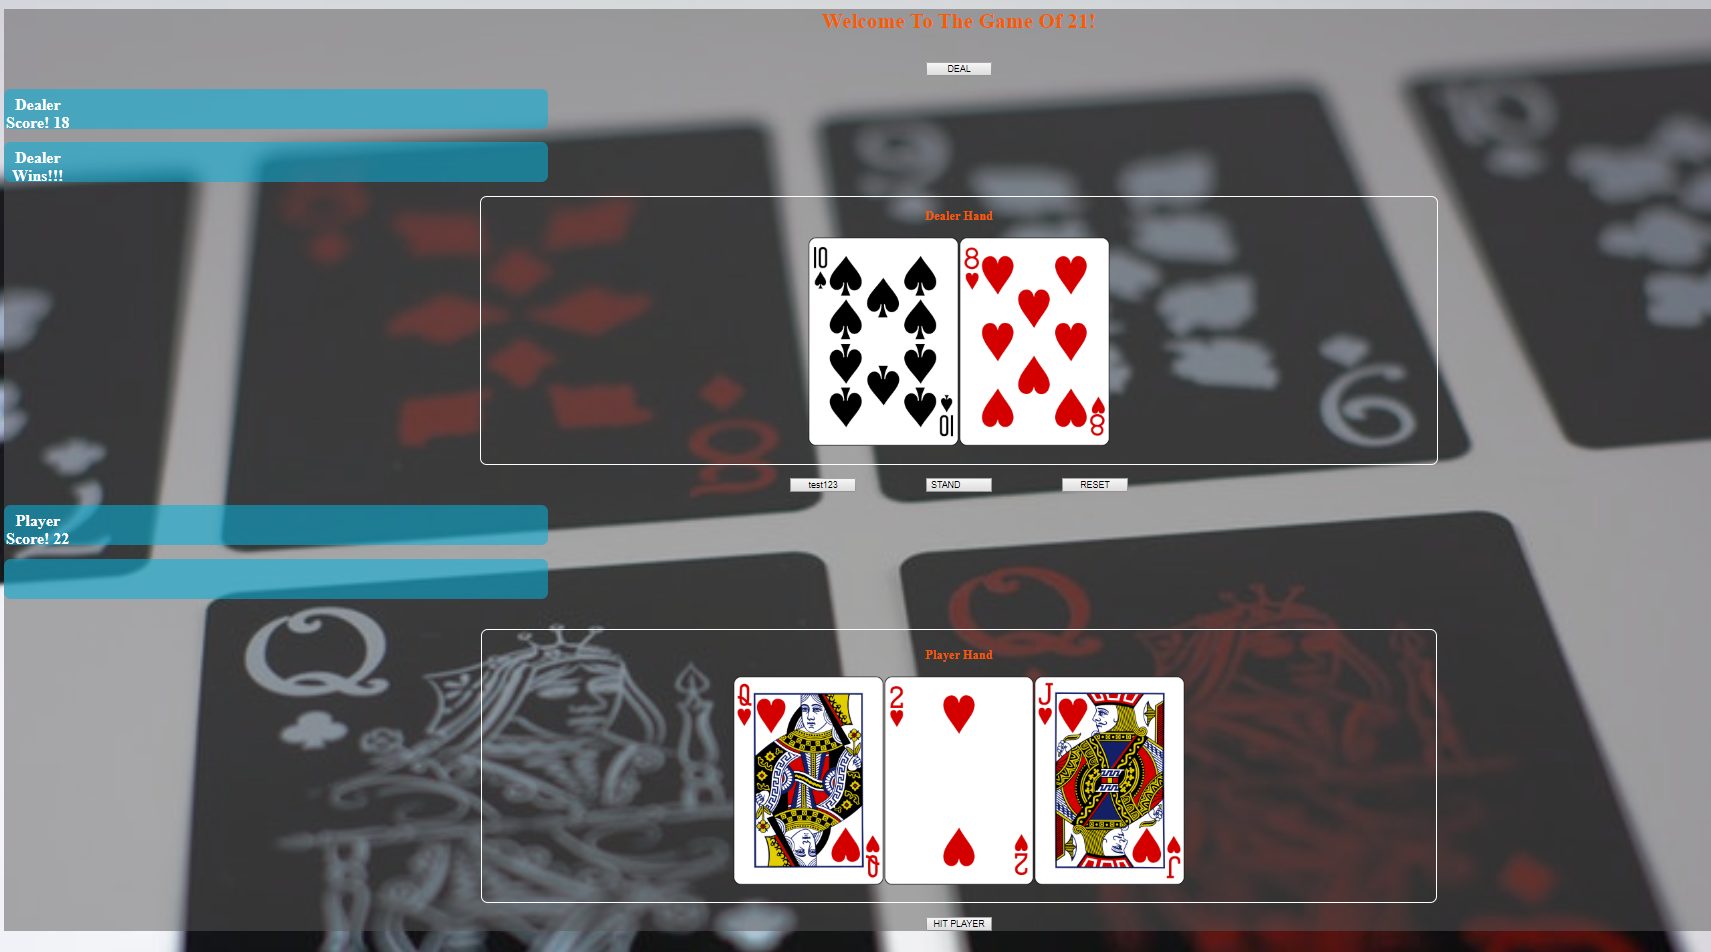 Welcome To The Game Of 21!
DEAL
Dealer
Score! 18
Dealer
Wins!!!
Dealer Hand
10 8
10 8
test123 STAND RESET
Player
Score! 22
Player Hand
Q 2 J
Q 2 J
HIT PLAYER